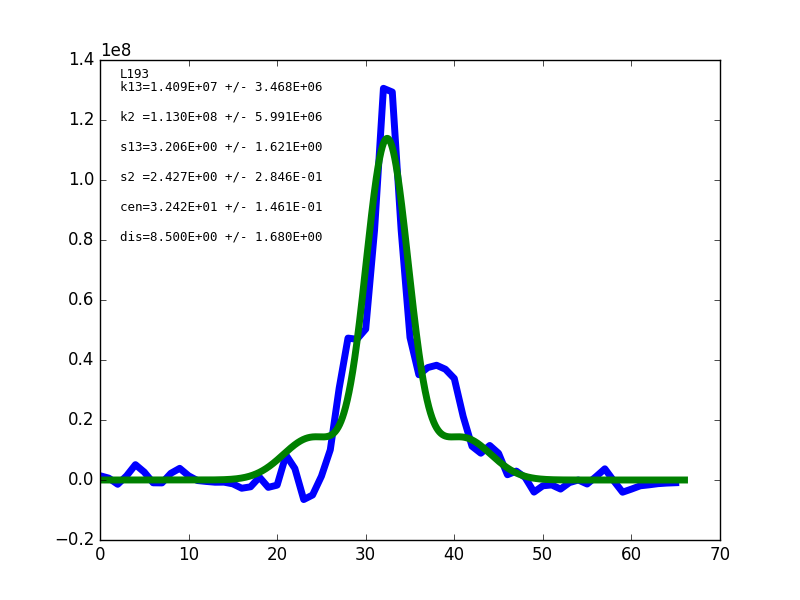 1e8
L193
k13=1.409E+07 +/- 3.468E+06
k2 =1.130E+08 +/- 5.991E+06
s13=3.206E+00 +/- 1.621E+00
s2 =2.427E+00 +/- 2.846E-01
cen=3.242E+01 +/- 1.461E-01
dis=8.500E+00 +/- 1.680E+00
1.4
1.2
1.0
0.8
0.6
0.4
0.2
0.0
−0.2
0 10 20 30 40 50 60 70